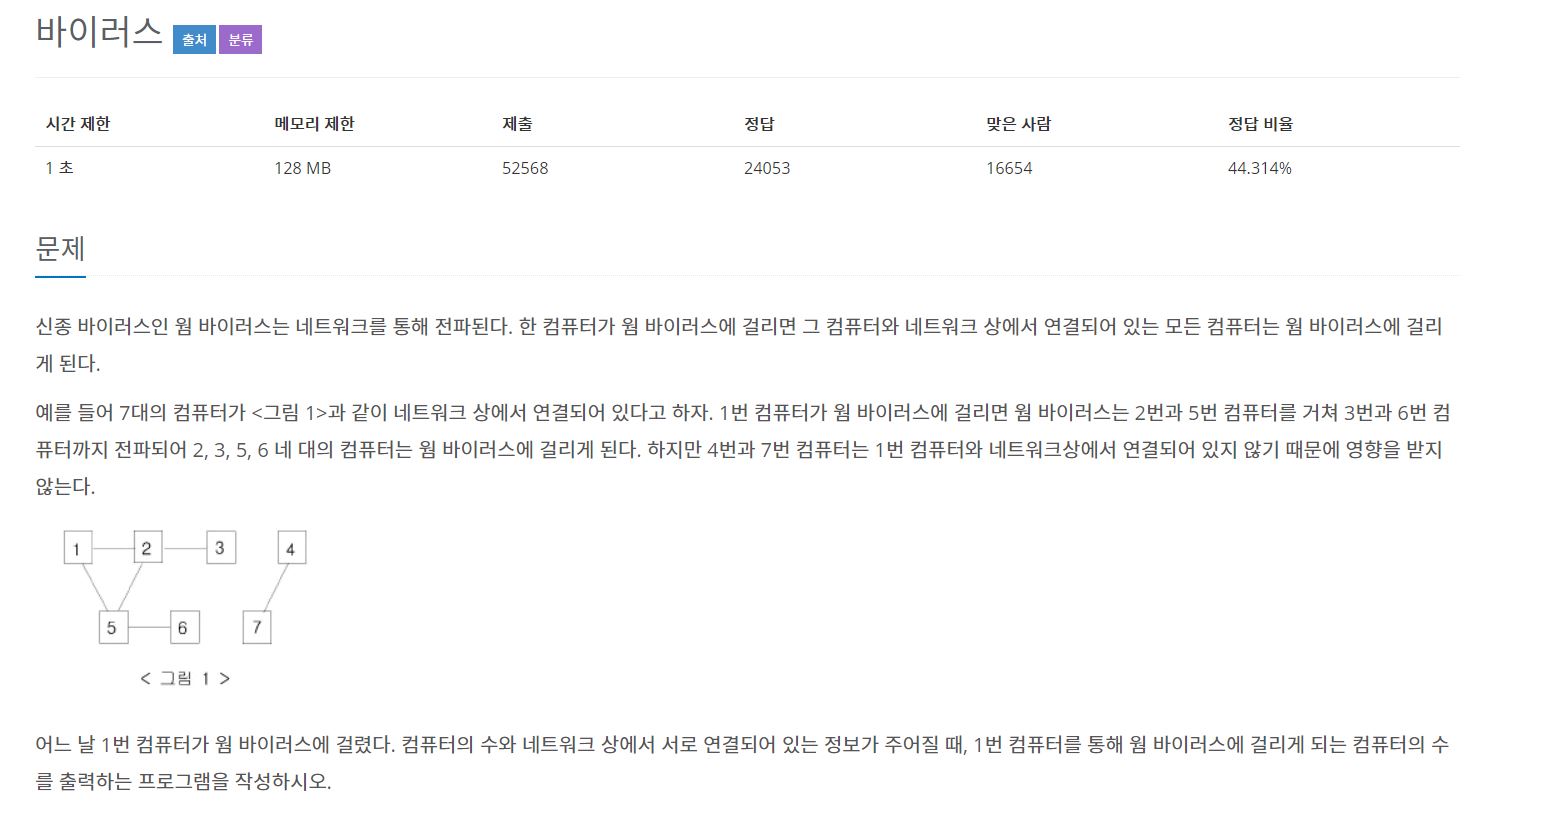 바이러스 출처 분류
시간 제한 메모리 제한 제출 정답 맞은 사람 정답 비율
1 초 128 MB 52568 24053 16654 44.314%
문제
신종 바이러스인 웜 바이러스는 네트워크를 통해 전파된다. 한 컴퓨터가 웜 바이러스에 걸리면 그 컴퓨터와 네트워크 상에서 연결되어 있는 모든 컴퓨터는 웜 바이러스에 걸리
게 된다.
예를 들어 7대의 컴퓨터가 <그림 1>과 같이 네트워크 상에서 연결되어 있다고 하자. 1번 컴퓨터가 웜 바이러스에 걸리면 웜 바이러스는 2번과 5번 컴퓨터를 거쳐 3번과 6번 컴
퓨터까지 전파되어 2, 3, 5, 6 네 대의 컴퓨터는 웜 바이러스에 걸리게 된다. 하지만 4번과 7번 컴퓨터는 1번 컴퓨터와 네트워크상에서 연결되어 있지 않기 때문에 영향을 받지
않는다.
1 2 3 4
5 6 7
< 그림 1 >
어느 날 1번 컴퓨터가 웜 바이러스에 걸렸다. 컴퓨터의 수와 네트워크 상에서 서로 연결되어 있는 정보가 주어질 때, 1번 컴퓨터를 통해 웜 바이러스에 걸리게 되는 컴퓨터의 수
를 출력하는 프로그램을 작성하시오.